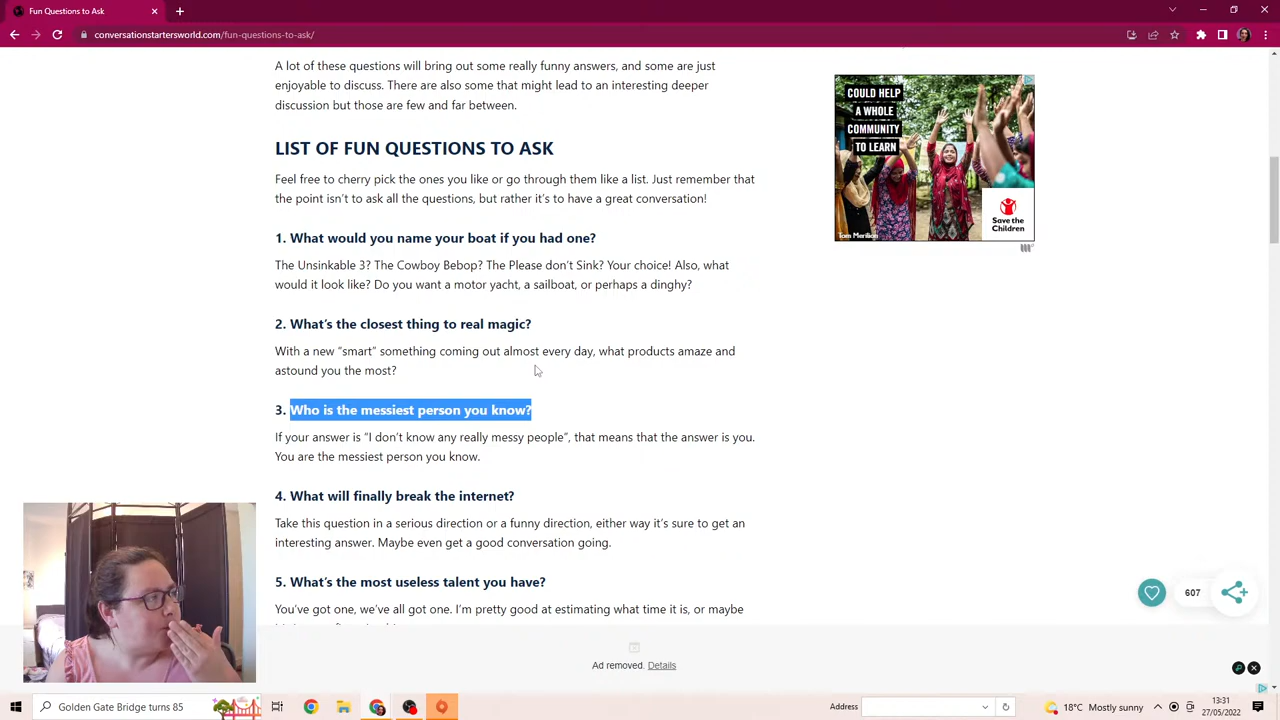 Fun Questions to Ask
conversationstartersworld.com/fun-questions-to-ask/
A lot of these questions will bring out some really funny answers, and some are just
enjoyable to discuss. There are also some that might lead to an interesting deeper
discussion but those are few and far between.
LIST OF FUN QUESTIONS TO ASK
Feel free to cherry pick the ones you like or go through them like a list. Just remember that
the point isn't to ask all the questions, but rather it's to have a great conversation!
1. What would you name your boat if you had one?
The Unsinkable 3? The Cowboy Bebop? The Please don't Sink? Your choice! Also, what
would it look like? Do you want a motor yacht, a sailboat, or perhaps a dinghy?
2. What's the closest thing to real magic?
With a new “smart” something coming out almost every day, what products amaze and
astound you the most?
3. Who is the messiest person you know?
If your answer is “I don't know any really messy people”, that means that the answer is you.
You are the messiest person you know.
4. What will finally break the internet?
Take this question in a serious direction or a funny direction, either way it's sure to get an
interesting answer. Maybe even get a good conversation going.
5. What's the most useless talent you have?
You've got one, we've all got one. I'm pretty good at estimating what time it is, or maybe
COULD HELP
A WHOLE
COMMUNITY
TO LEARN
Save the
Children
Tom Merilion
607
Ad removed. Details
Golden Gate Bridge turns 85
Address
18°C Mostly sunny
13:31
27/05/2022